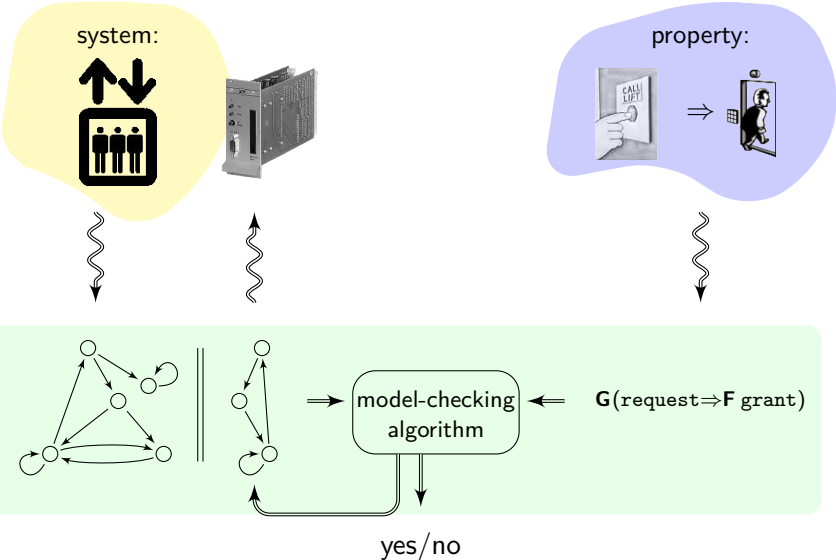 system:
property:
CALL
LIFT
⇒
model-checking
algorithm
G(request⇒F grant)
yes/no